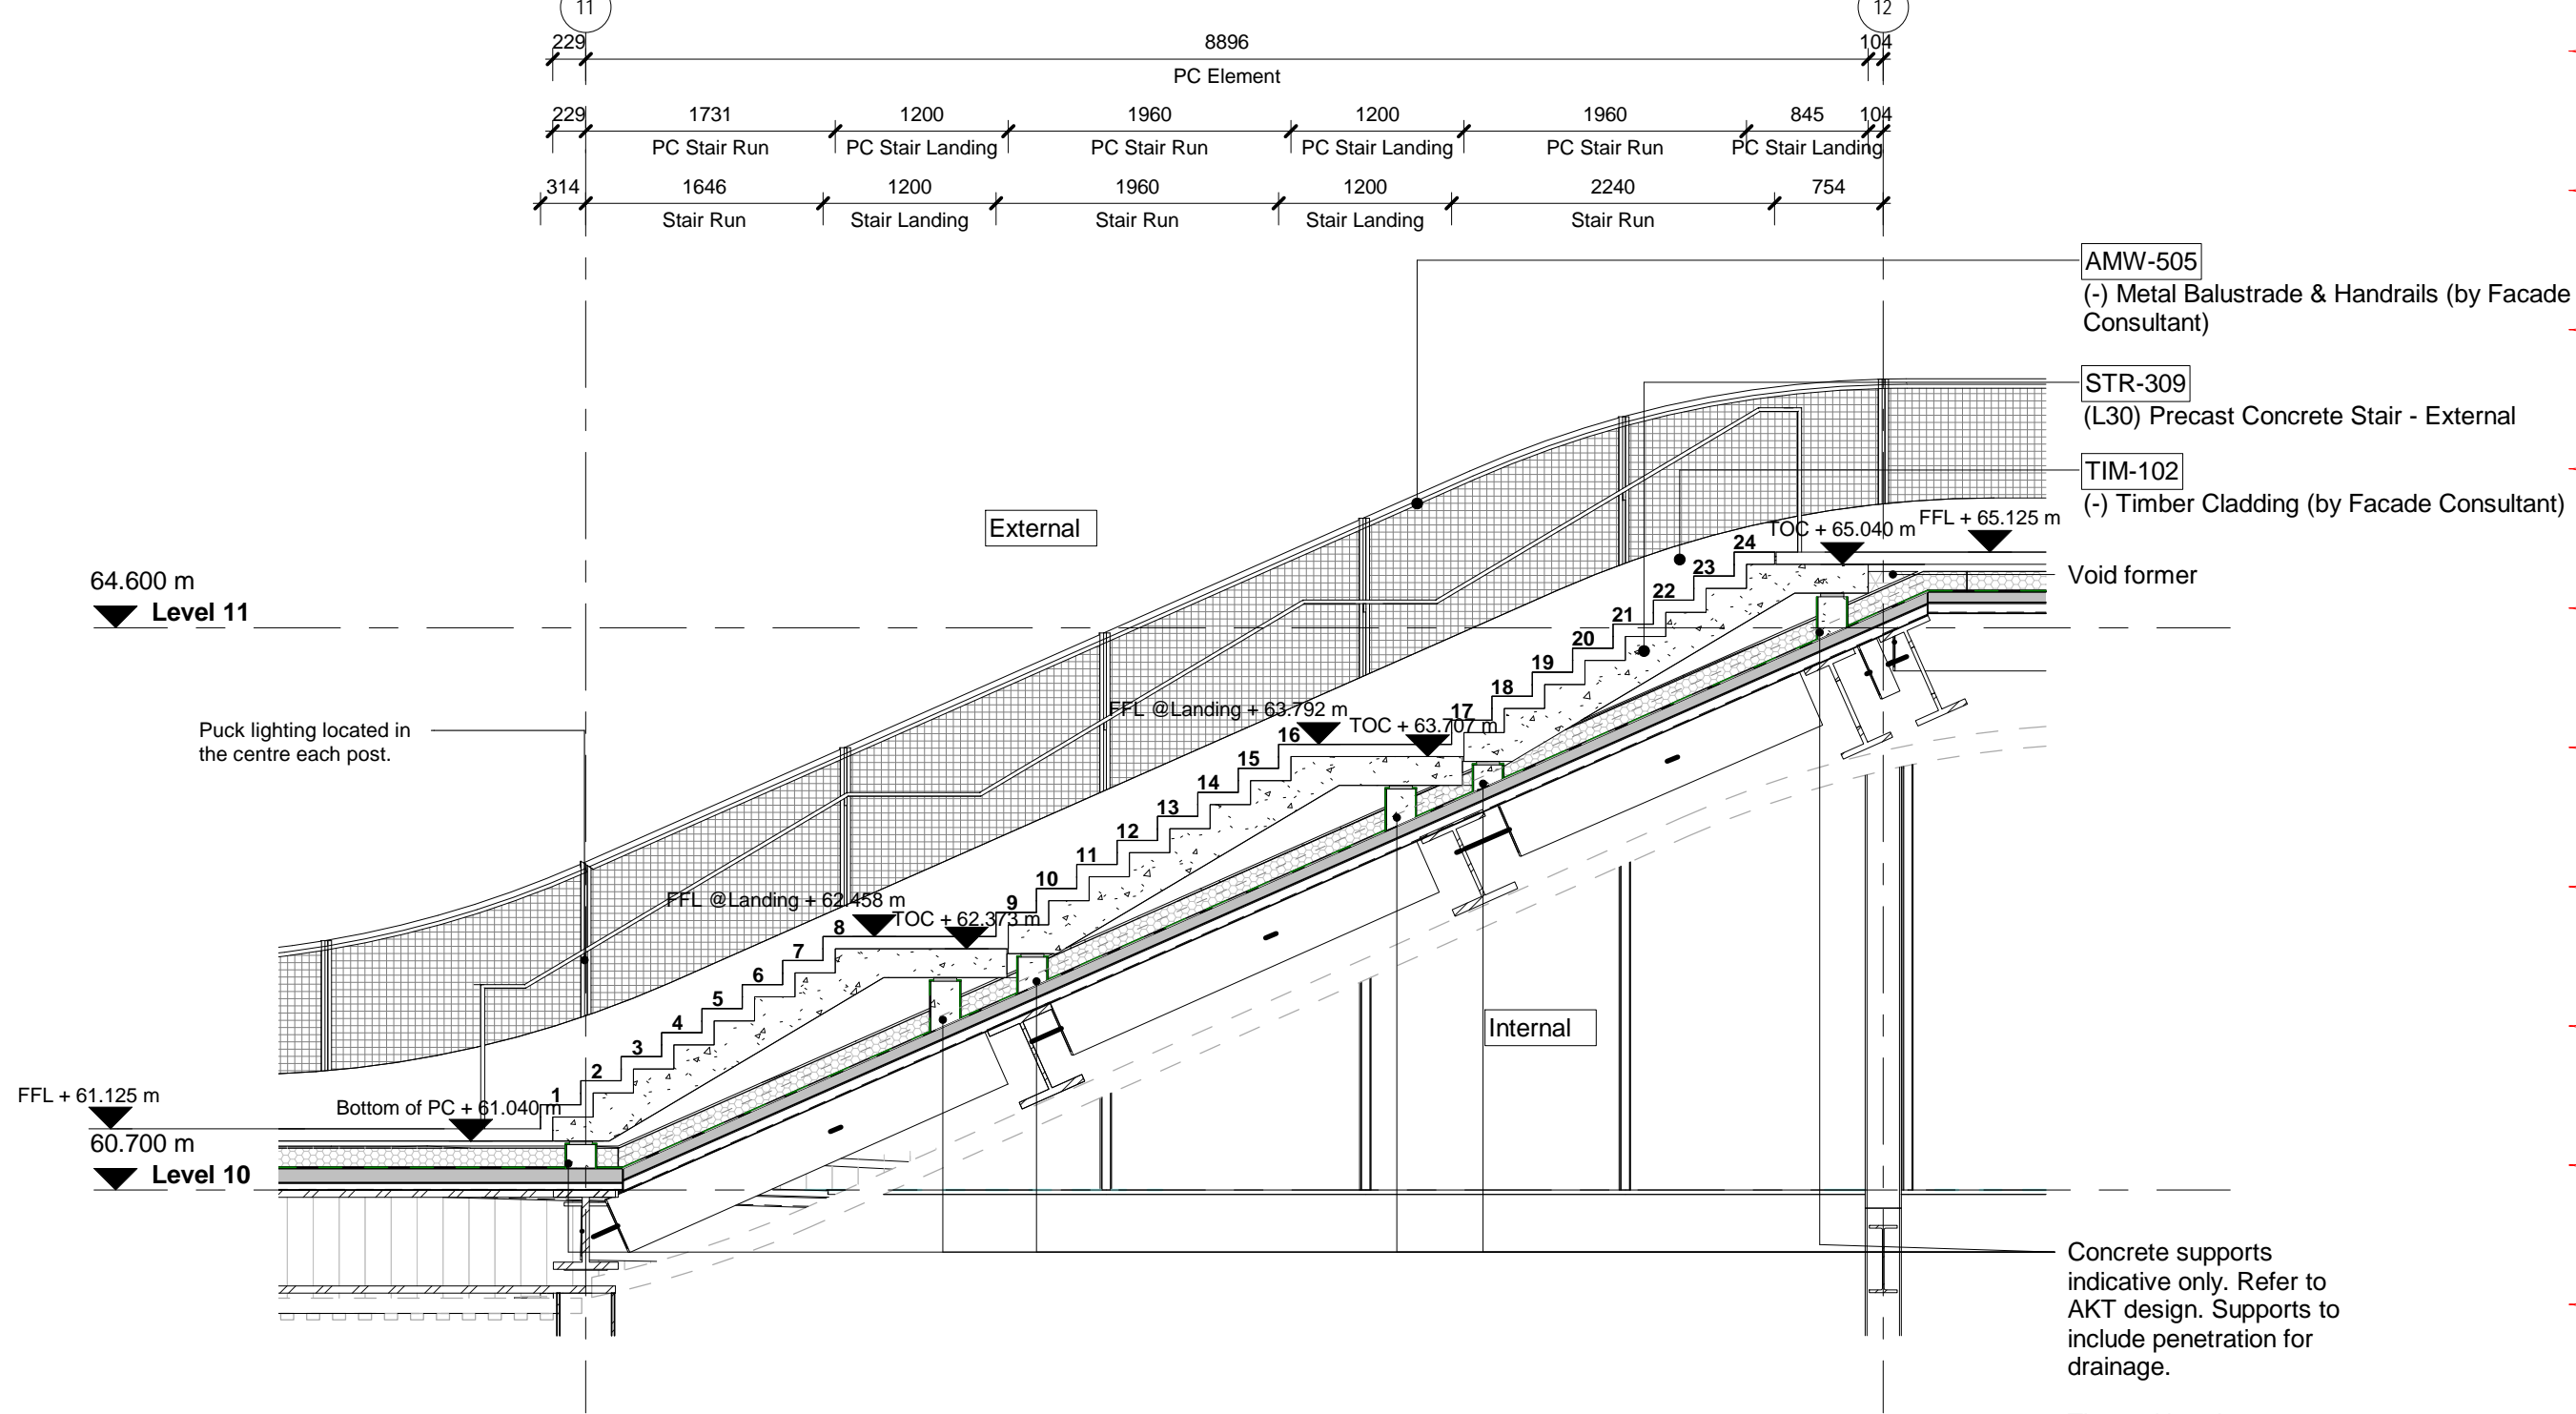 11
12
229
8896
104
PC Element
229
1731
1200
1960
1200
1960
845
104
PC Stair Run
PC Stair Landing
PC Stair Run
PC Stair Landing
PC Stair Run
PC Stair Landing
314
1646
1200
1960
1200
2240
754
Stair Run
Stair Landing
Stair Run
Stair Landing
Stair Run
AMW-505
(-) Metal Balustrade & Handrails (by Facade
Consultant)
STR-309
(L30) Precast Concrete Stair - External
TIM-102
(-) Timber Cladding (by Facade Consultant)
External
TOC + 65.040 m
FFL + 65.125 m
Void former
64.600 m
Level 11
24
23
22
21
20
19
18
17
FFL @Landing + 63.792 m
TOC + 63.707 m
Puck lighting located in
the centre each post.
16
15
14
13
12
11
10
9
FFL @Landing + 62.458 m
TOC + 62.373 m
8
7
6
5
4
3
2
1
Internal
FFL + 61.125 m
Bottom of PC + 61.040 m
60.700 m
Level 10
Concrete supports
indicative only. Refer to
AKT design. Supports to
include penetration for
drainage.